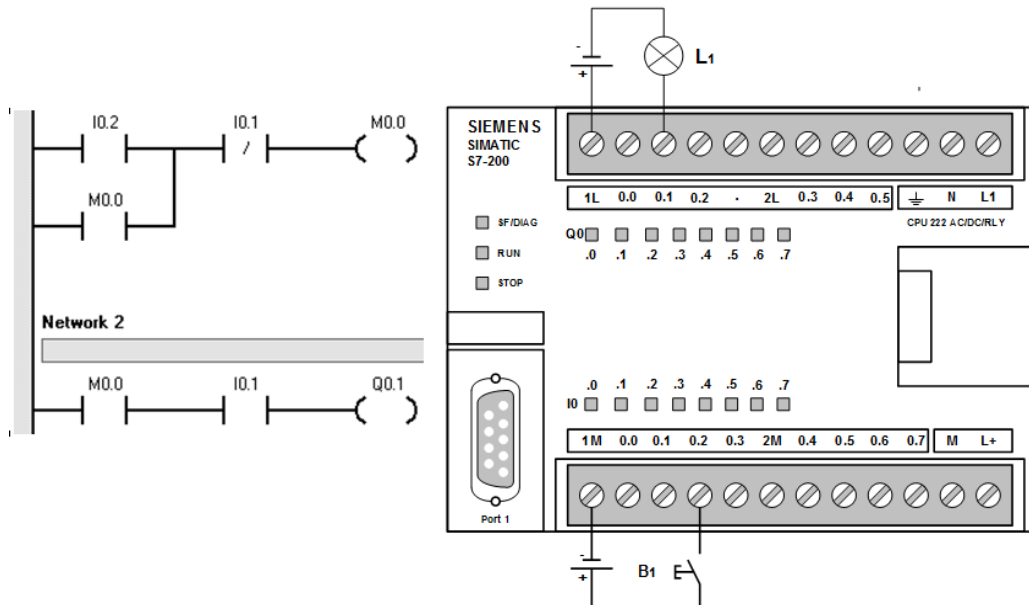 I0.2 I0.1 M0.0
/
M0.0
Network 2
M0.0 I0.1 Q0.1
- + L1
SIEMENS
SIMATIC
S7-200
1L 0.0 0.1 0.2 . 2L 0.3 0.4 0.5 N L1
CPU 222 AC/DC/RLY
SF/DIAG
RUN
STOP
Q0
.0 .1 .2 .3 .4 .5 .6 .7
.0 .1 .2 .3 .4 .5 .6 .7
I0
1M 0.0 0.1 0.2 0.3 2M 0.4 0.5 0.6 0.7 M L+
Port 1
- + B1